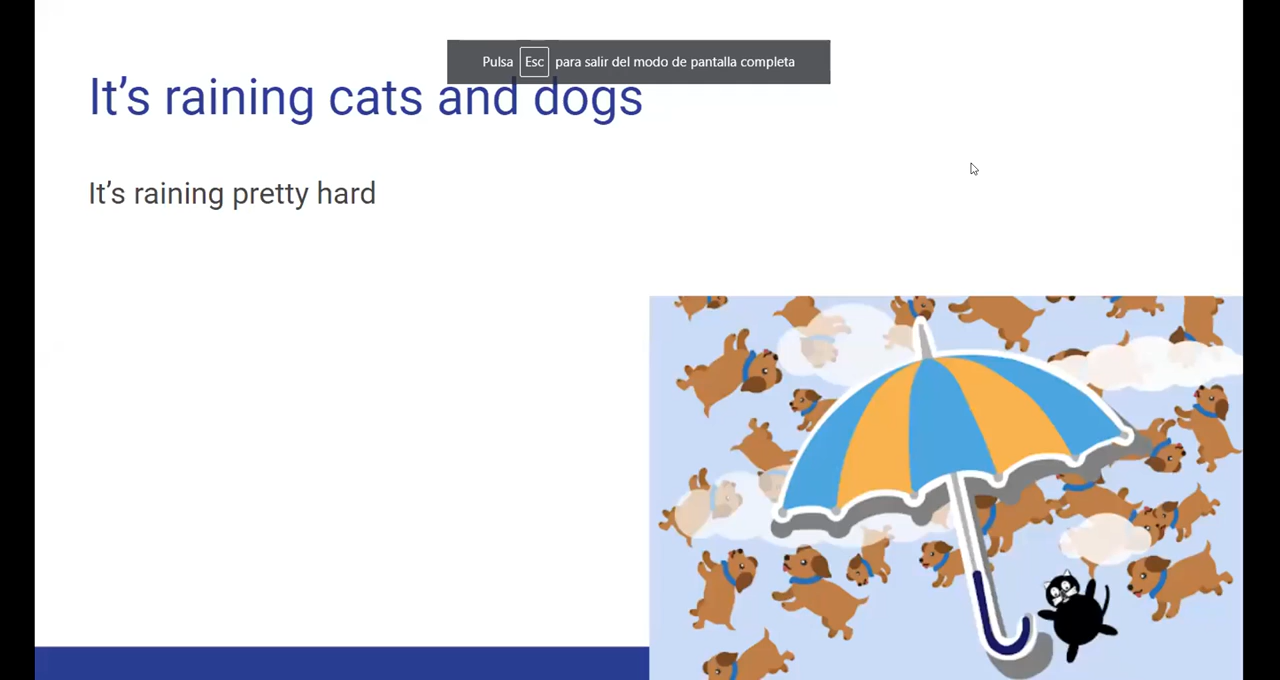 Pulsa Esc para salir del modo de pantalla completa
It’s raining cats and dogs
It’s raining pretty hard